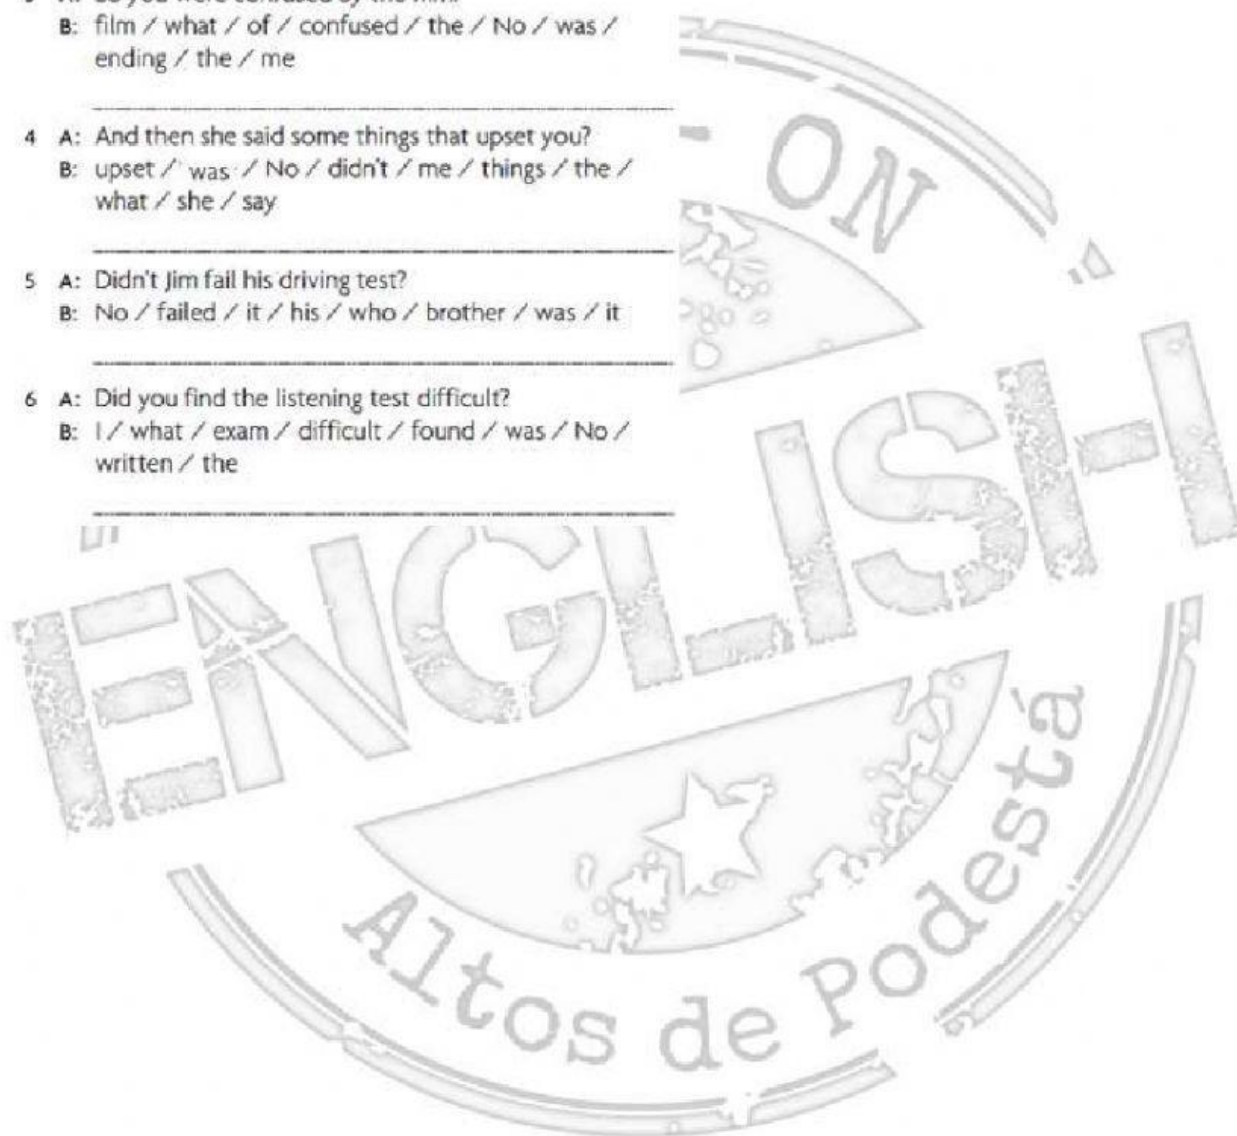 B: film / what / of / confused / the / No / was /
ending / the / me
4 A: And then she said some things that upset you?
B: upset / was / No / didn't / me / things / the /
what / she / say
5 A: Didn't Jim fail his driving test?
B: No / failed / it / his / who / brother / was / it
6 A: Did you find the listening test difficult?
B: I / what / exam / difficult / found / was / No /
written / the
ON
ENGLISH
Altos de Podestá